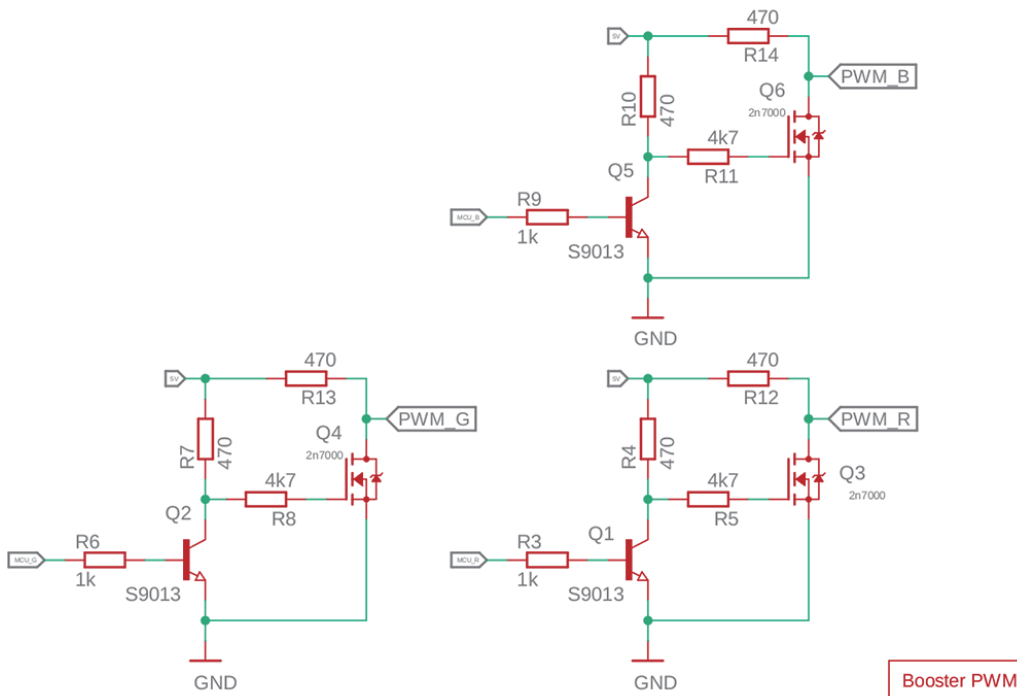 470
5V
R14
PWM_B
Q6
2n7000
R10
470
4k7
R11
Q5
R9
MCU_B
1k
S9013
GND
470
5V
R13
PWM_G
Q4
2n7000
R7
470
4k7
R8
Q2
R6
MCU_G
1k
S9013
GND
470
5V
R12
PWM_R
Q3
2n7000
R4
470
4k7
R5
Q1
R3
MCU_R
1k
S9013
GND
Booster PWM